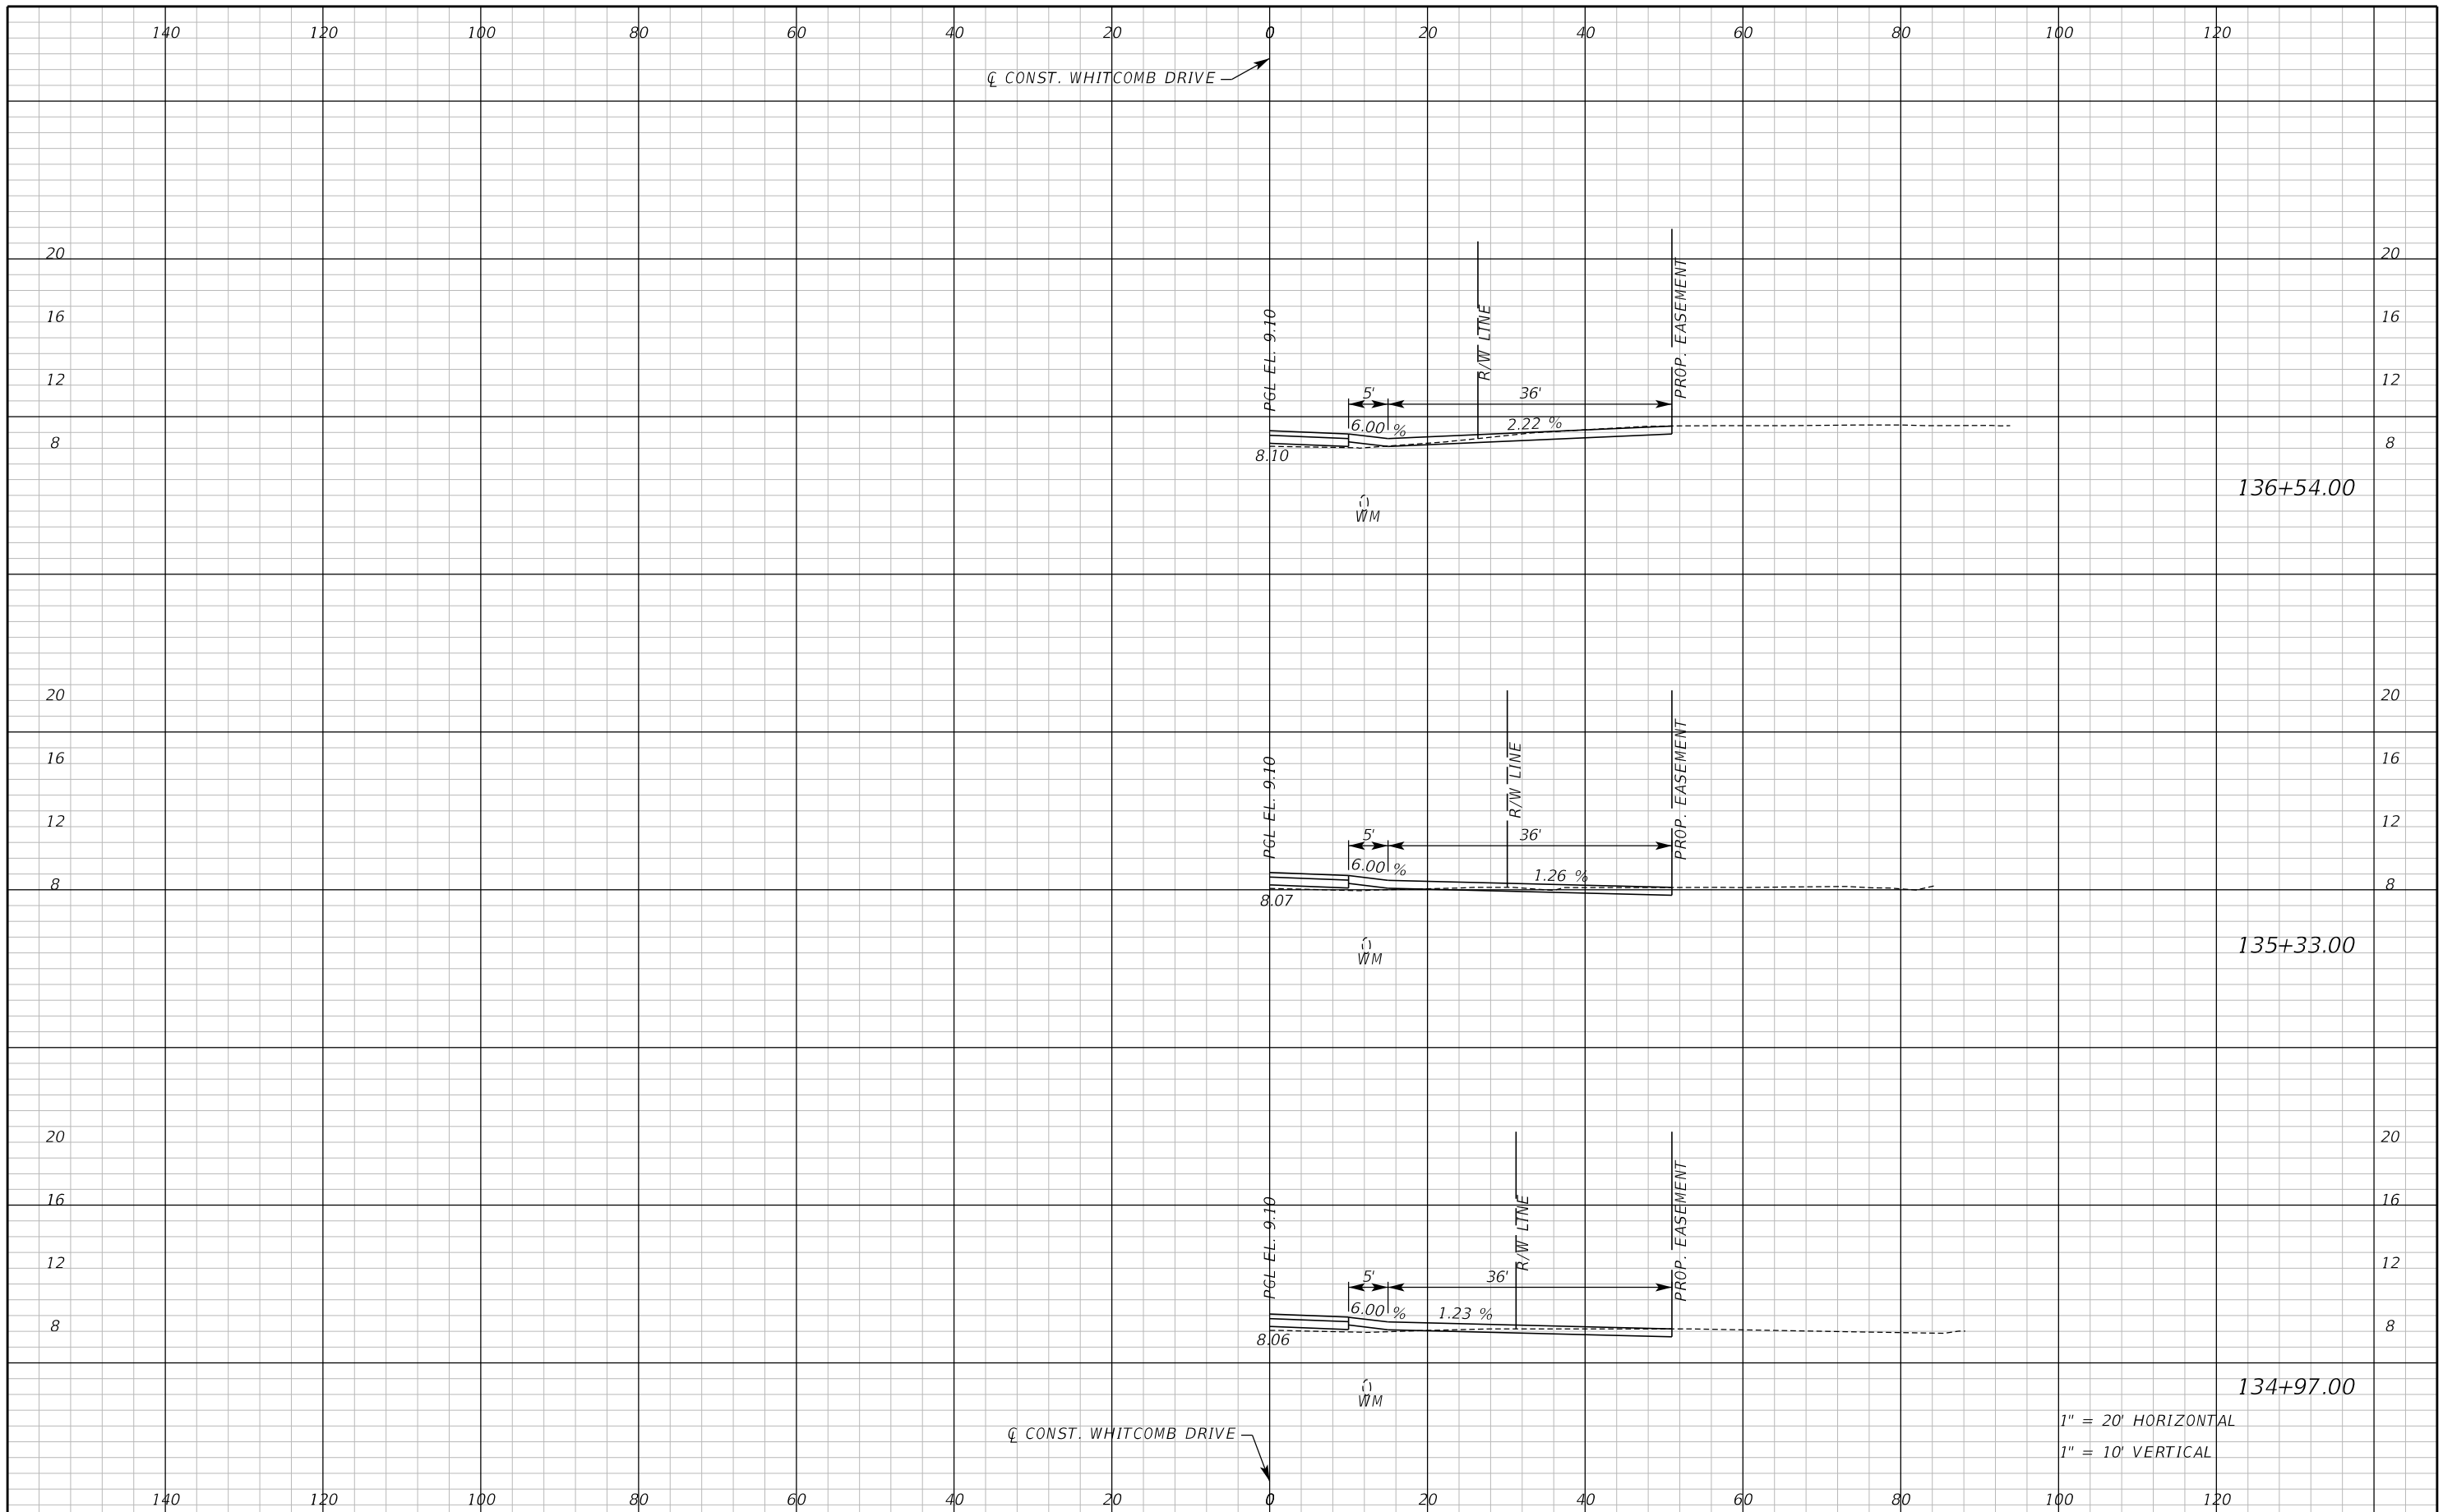 140 120 100 80 60 40 20 0 20 40 60 80 100 120
℄ CONST. WHITCOMB DRIVE
20 20
16 16
12 12
8 8
PGL EL. 9.10
R/W LINE
PROP. EASEMENT
5' 36'
6.00 % 2.22 %
8.10
WM
136+54.00
20 20
16 16
12 12
8 8
PGL EL. 9.10
R/W LINE
PROP. EASEMENT
5' 36'
6.00 % 1.26 %
8.07
WM
135+33.00
20 20
16 16
12 12
8 8
PGL EL. 9.10
R/W LINE
PROP. EASEMENT
5' 36'
6.00 % 1.23 %
8.06
WM
134+97.00
1" = 20' HORIZONTAL
℄ CONST. WHITCOMB DRIVE
1" = 10' VERTICAL
140 120 100 80 60 40 20 0 20 40 60 80 100 120